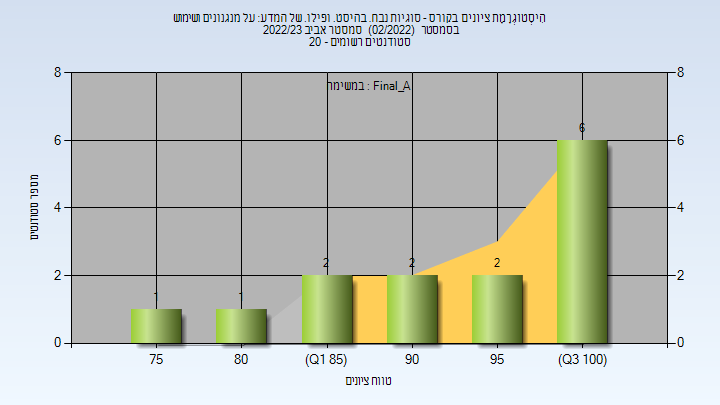 היסטוגרמת ציונים בקורס - סוגיות נבח. בהיסט. ופילו. של המדע: על מנגנונים ושימוש
בסמסטר (02/2022) סמסטר אביב 2022/23
סטודנטים רשומים - 20
במשימה : Final_A
מספר סטודנטים
8
6
4
2
0
8
6
4
2
0
1
1
2
2
2
6
75
80
(Q1 85)
90
95
(Q3 100)
טווח ציונים